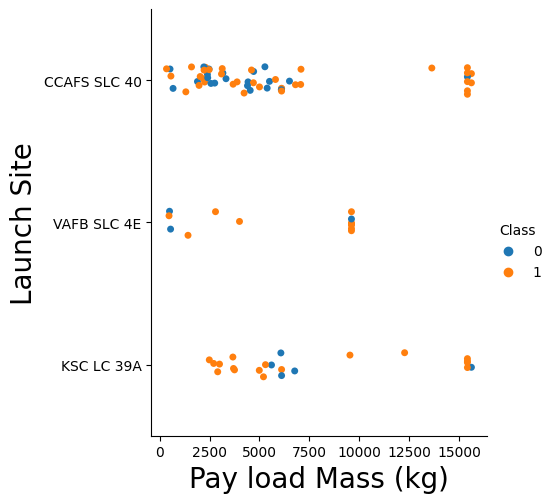 CCAFS SLC 40
VAFB SLC 4E
KSC LC 39A
Launch Site
0 2500 5000 7500 10000 12500 15000
Pay load Mass (kg)
Class
0
1